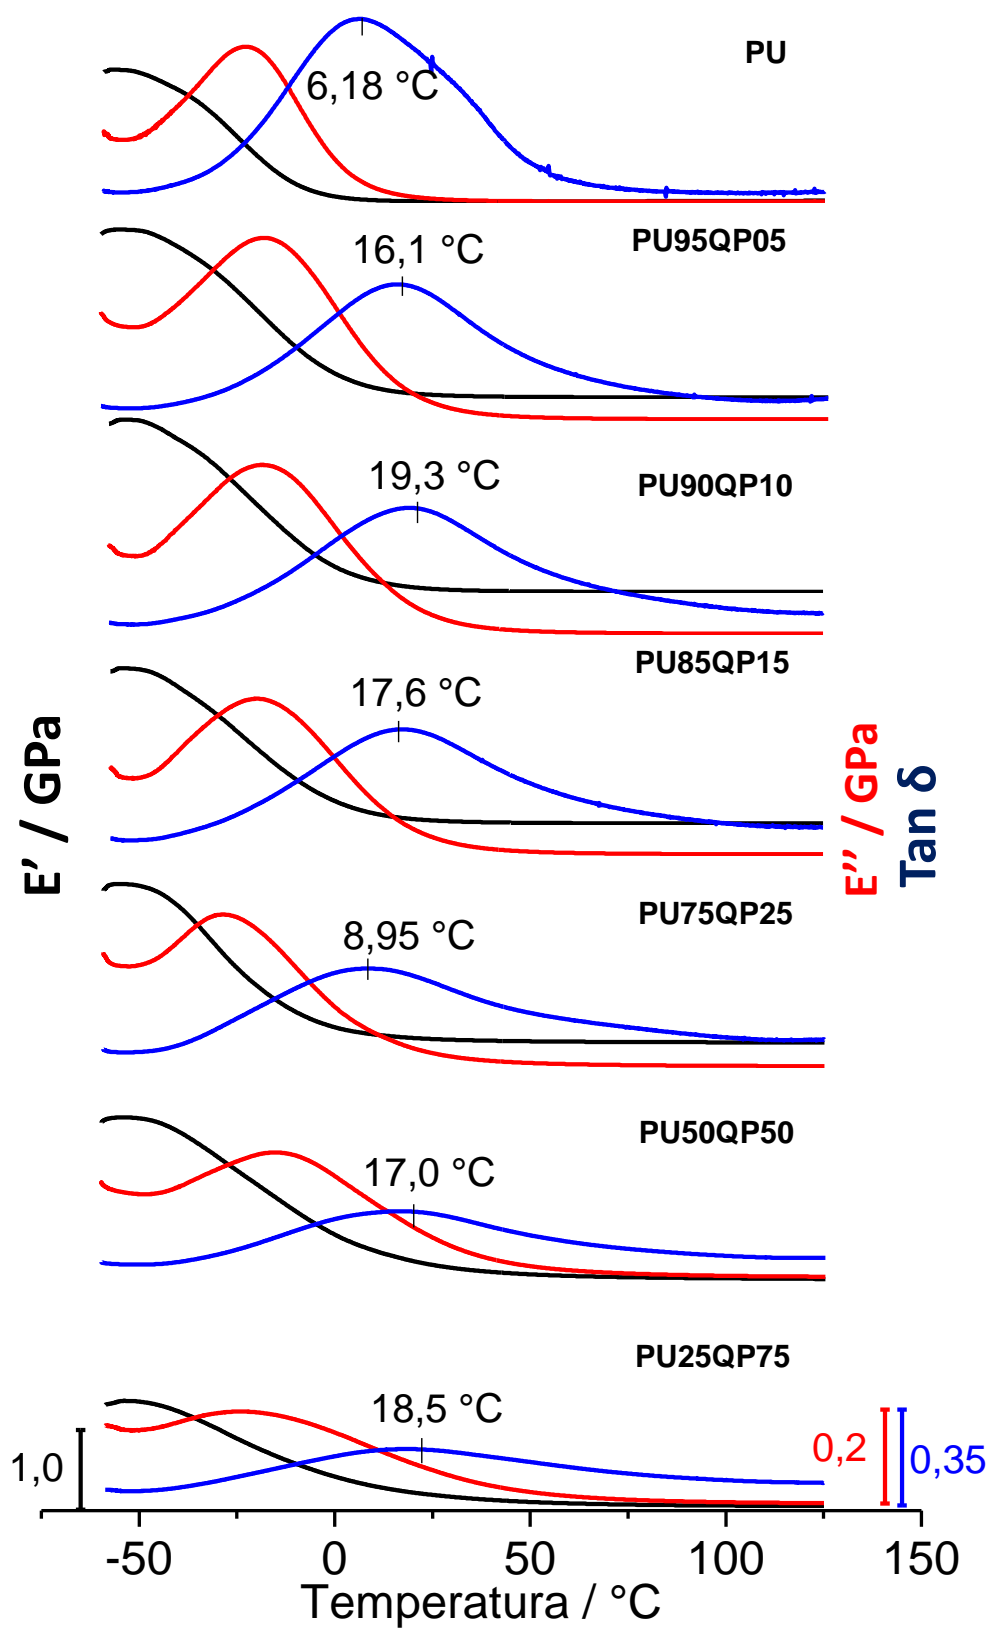 PU
6,18 °C
PU95QP05
16,1 °C
19,3 °C
PU90QP10
PU85QP15
17,6 °C
E’ / GPa
E’’ / GPa
Tan δ
PU75QP25
8,95 °C
PU50QP50
17,0 °C
PU25QP75
18,5 °C
1,0
0,2
0,35
-50 0 50 100 150
Temperatura / °C